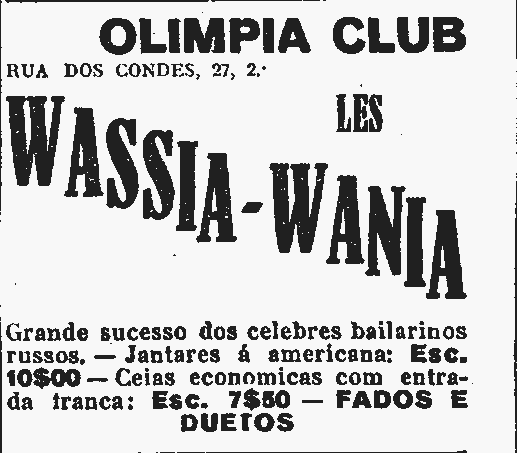 OLIMPIA CLUB
RUA DOS CONDES, 27, 2.º
LES
WASSIA-WANIA
Grande sucesso dos celebres bailarinos
russos. — Jantares á americana: Esc.
10$00 — Ceias economicas com entra-
da franca: Esc. 7$50 — FADOS E
DUETOS